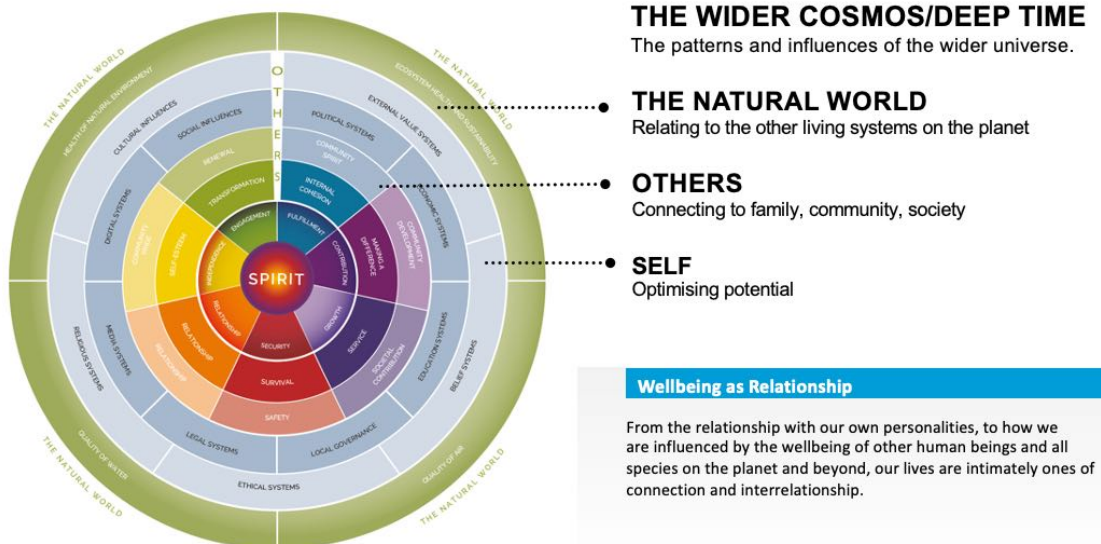 THE NATURAL WORLD
THE NATURAL WORLD
HEALTH OF NATURAL ENVIRONMENT
ECOSYSTEM HEALTH AND SUSTAINABILITY
CULTURAL INFLUENCES
EXTERNAL VALUE SYSTEMS
SOCIAL INFLUENCES
POLITICAL SYSTEMS
OTHERS
RENEWAL
COMMUNITY SPIRIT
TRANSFORMATION
INTERNAL COHESION
ENGAGEMENT
FULFILLMENT
DIGITAL SYSTEMS
ECONOMIC SYSTEMS
COMMUNITY PRIDE
SELF-ESTEEM
INDEPENDENCE
CONTRIBUTION
MAKING A DIFFERENCE
COMMUNITY DEVELOPMENT
SPIRIT
RELATIONSHIP
RELATIONSHIP
RELATIONSHIP
GROWTH
SERVICE
SOCIETAL CONTRIBUTION
SECURITY
SURVIVAL
SAFETY
MEDIA SYSTEMS
EDUCATION SYSTEMS
RELIGIOUS SYSTEMS
BELIEF SYSTEMS
LEGAL SYSTEMS
LOCAL GOVERNANCE
ETHICAL SYSTEMS
QUALITY OF WATER
QUALITY OF AIR
THE NATURAL WORLD
THE NATURAL WORLD
THE WIDER COSMOS/DEEP TIME
The patterns and influences of the wider universe.
THE NATURAL WORLD
Relating to the other living systems on the planet
OTHERS
Connecting to family, community, society
SELF
Optimising potential
Wellbeing as Relationship
From the relationship with our own personalities, to how we
are influenced by the wellbeing of other human beings and all
species on the planet and beyond, our lives are intimately ones of
connection and interrelationship.